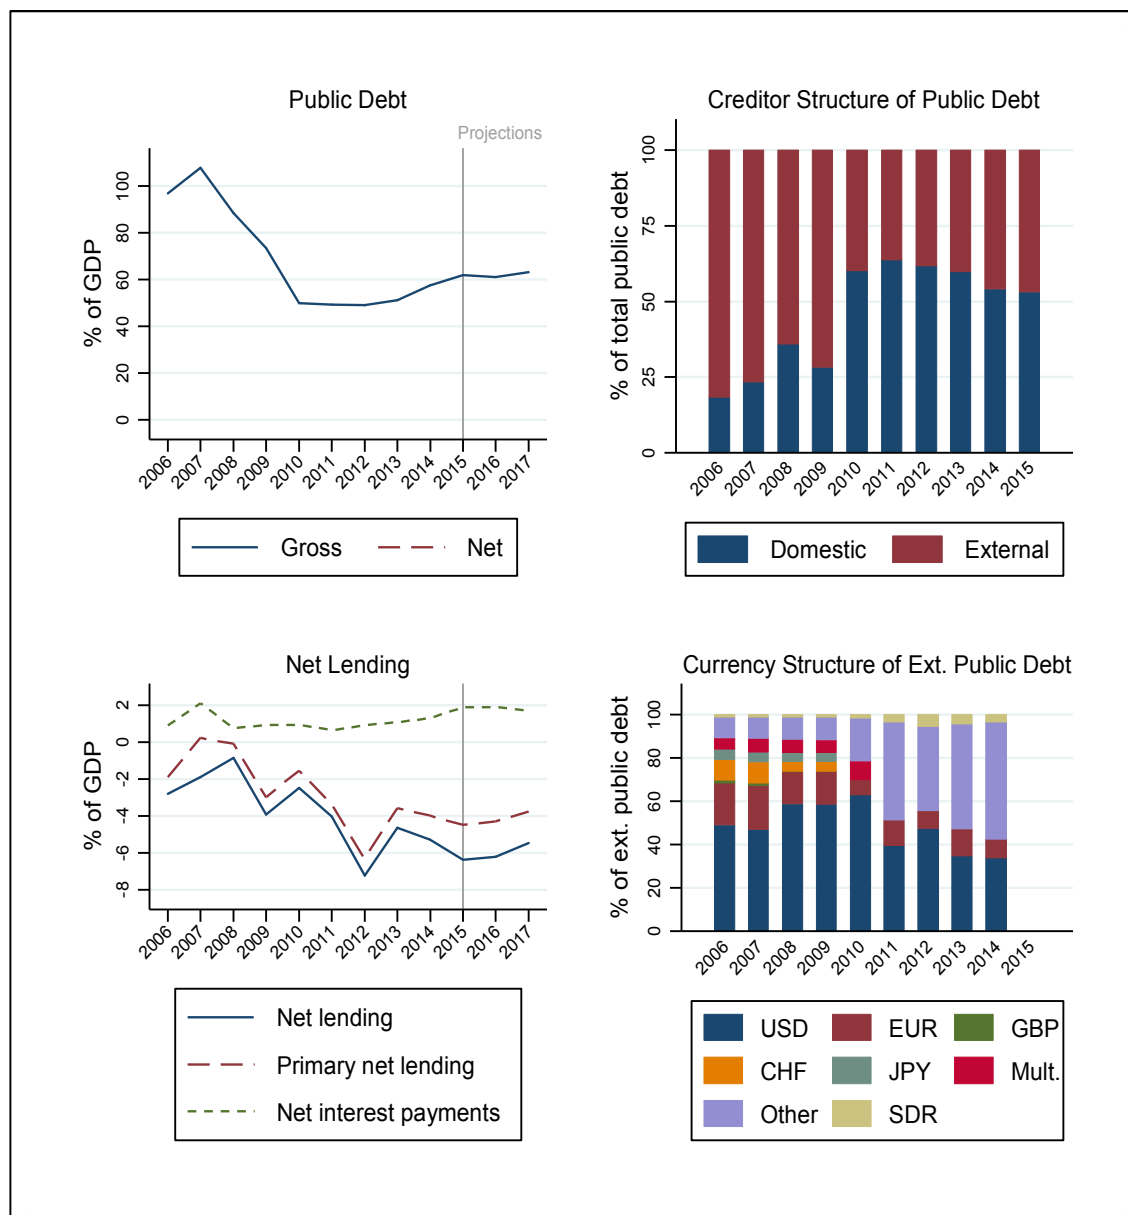 Public Debt
Projections
% of GDP
100
80
60
40
20
0
2006 2007 2008 2009 2010 2011 2012 2013 2014 2015 2016 2017
Gross Net
Creditor Structure of Public Debt
% of total public debt
100
75
50
25
0
2006 2007 2008 2009 2010 2011 2012 2013 2014 2015
Domestic External
Net Lending
% of GDP
2
0
-2
-4
-6
-8
2006 2007 2008 2009 2010 2011 2012 2013 2014 2015 2016 2017
Net lending
Primary net lending
Net interest payments
Currency Structure of Ext. Public Debt
% of ext. public debt
100
80
60
40
20
0
2006 2007 2008 2009 2010 2011 2012 2013 2014 2015
USD EUR GBP
CHF JPY Mult.
Other SDR